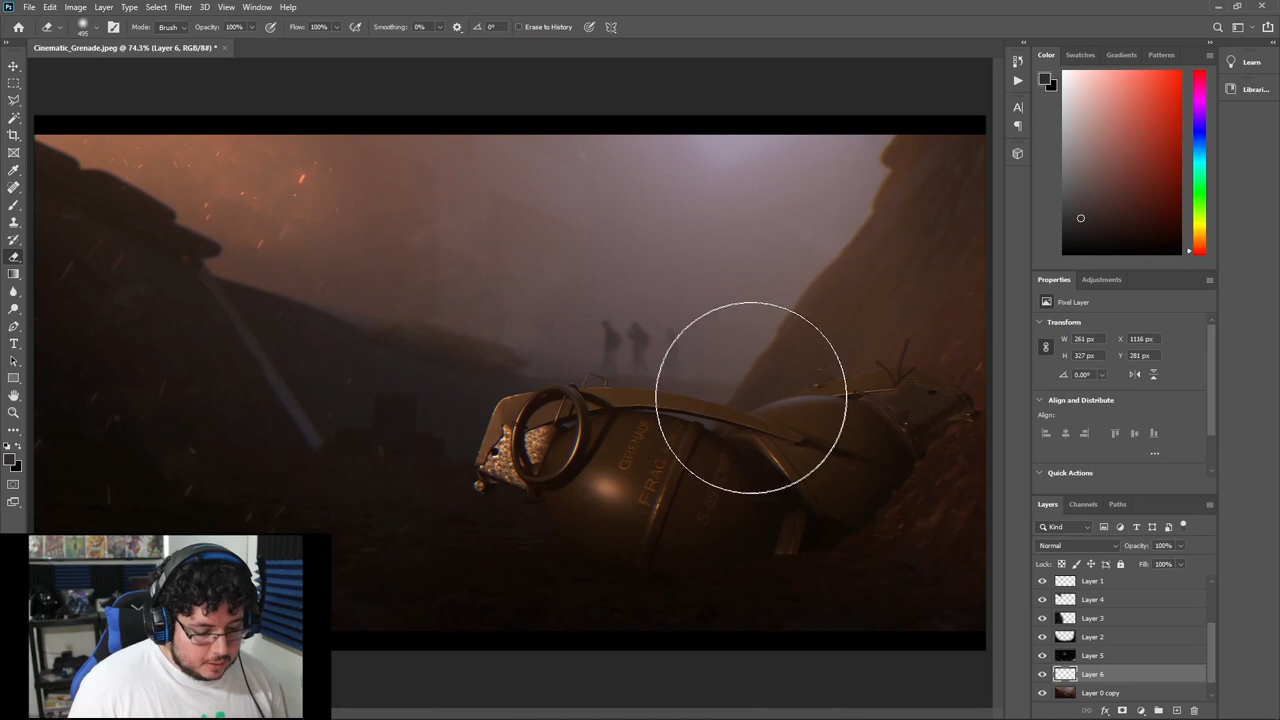 Ps File Edit Image Layer Type Select Filter 3D View Window Help
495 Mode: Brush Opacity: 100% Flow: 100% Smoothing: 0% 0° Erase to History
Cinematic_Grenade.jpeg @ 74.3% (Layer 6, RGB/8#) * ×
Color Swatches Gradients Patterns
Learn
Librari...
Properties Adjustments
Pixel Layer
Transform
W 261 px X 1116 px
H 327 px Y 281 px
0.00°
Align and Distribute
Align:
Quick Actions
Layers Channels Paths
Kind
Normal Opacity: 100%
Lock: Fill: 100%
Layer 1
Layer 4
Layer 3
Layer 2
Layer 5
Layer 6
Layer 0 copy
GRENADE
FRAG